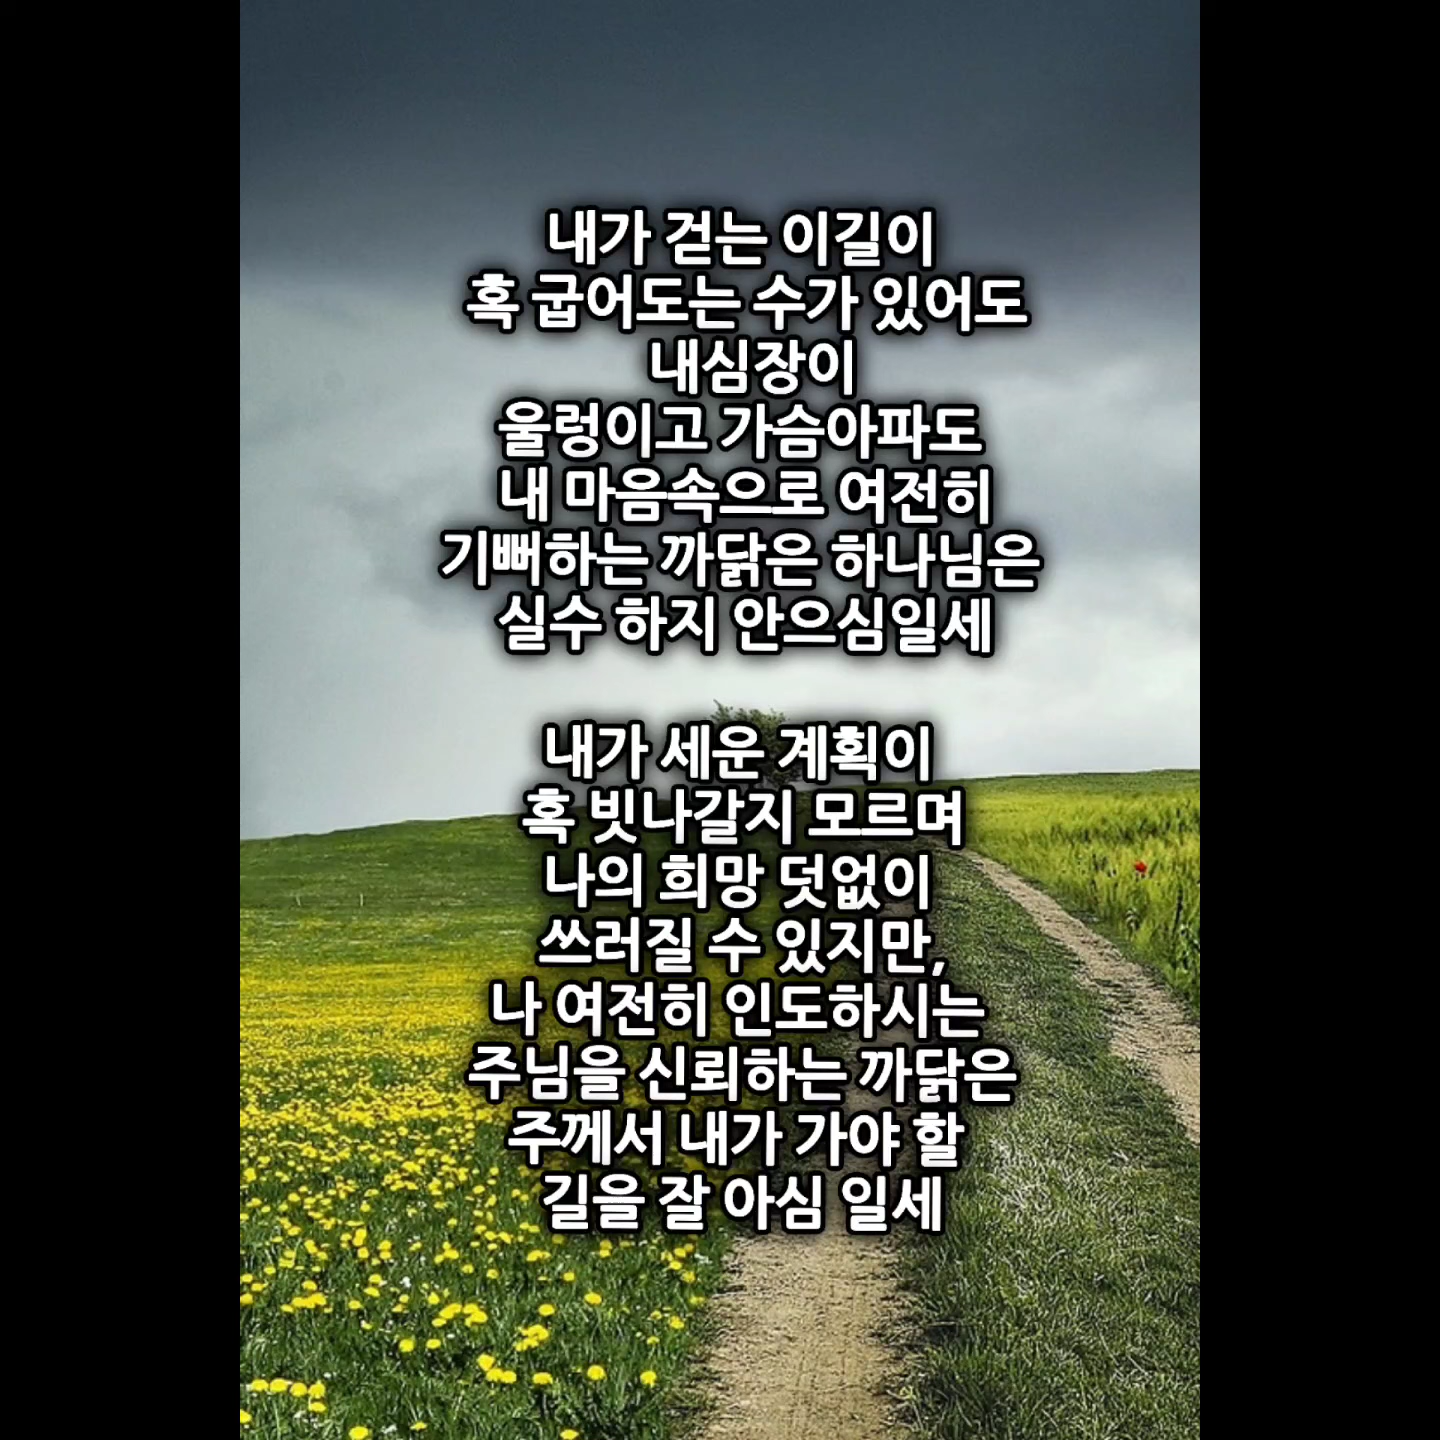 내가 걷는 이길이
혹 굽어도는 수가 있어도
내심장이
울렁이고 가슴아파도
내 마음속으로 여전히
기뻐하는 까닭은 하나님은
실수 하지 안으심일세
내가 세운 계획이
혹 빗나갈지 모르며
나의 희망 덧없이
쓰러질 수 있지만,
나 여전히 인도하시는
주님을 신뢰하는 까닭은
주께서 내가 가야 할
길을 잘 아심 일세